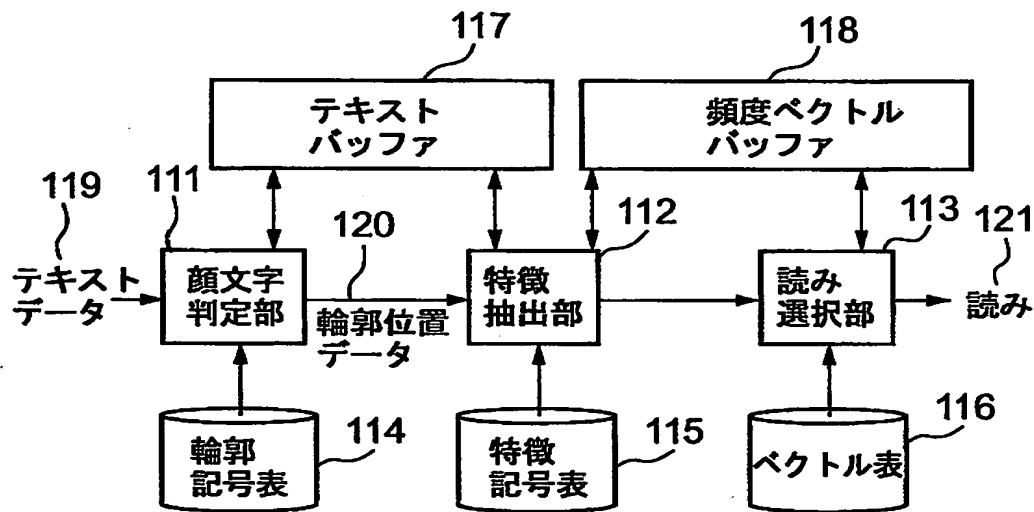 117
118
テキスト
バッファ
頻度ベクトル
バッファ
119
111
120
112
113
121
テキスト
データ
顔文字
判定部
輪郭位置
データ
特徴
抽出部
読み
選択部
読み
輪郭
記号表
114
特徴
記号表
115
ベクトル表
116